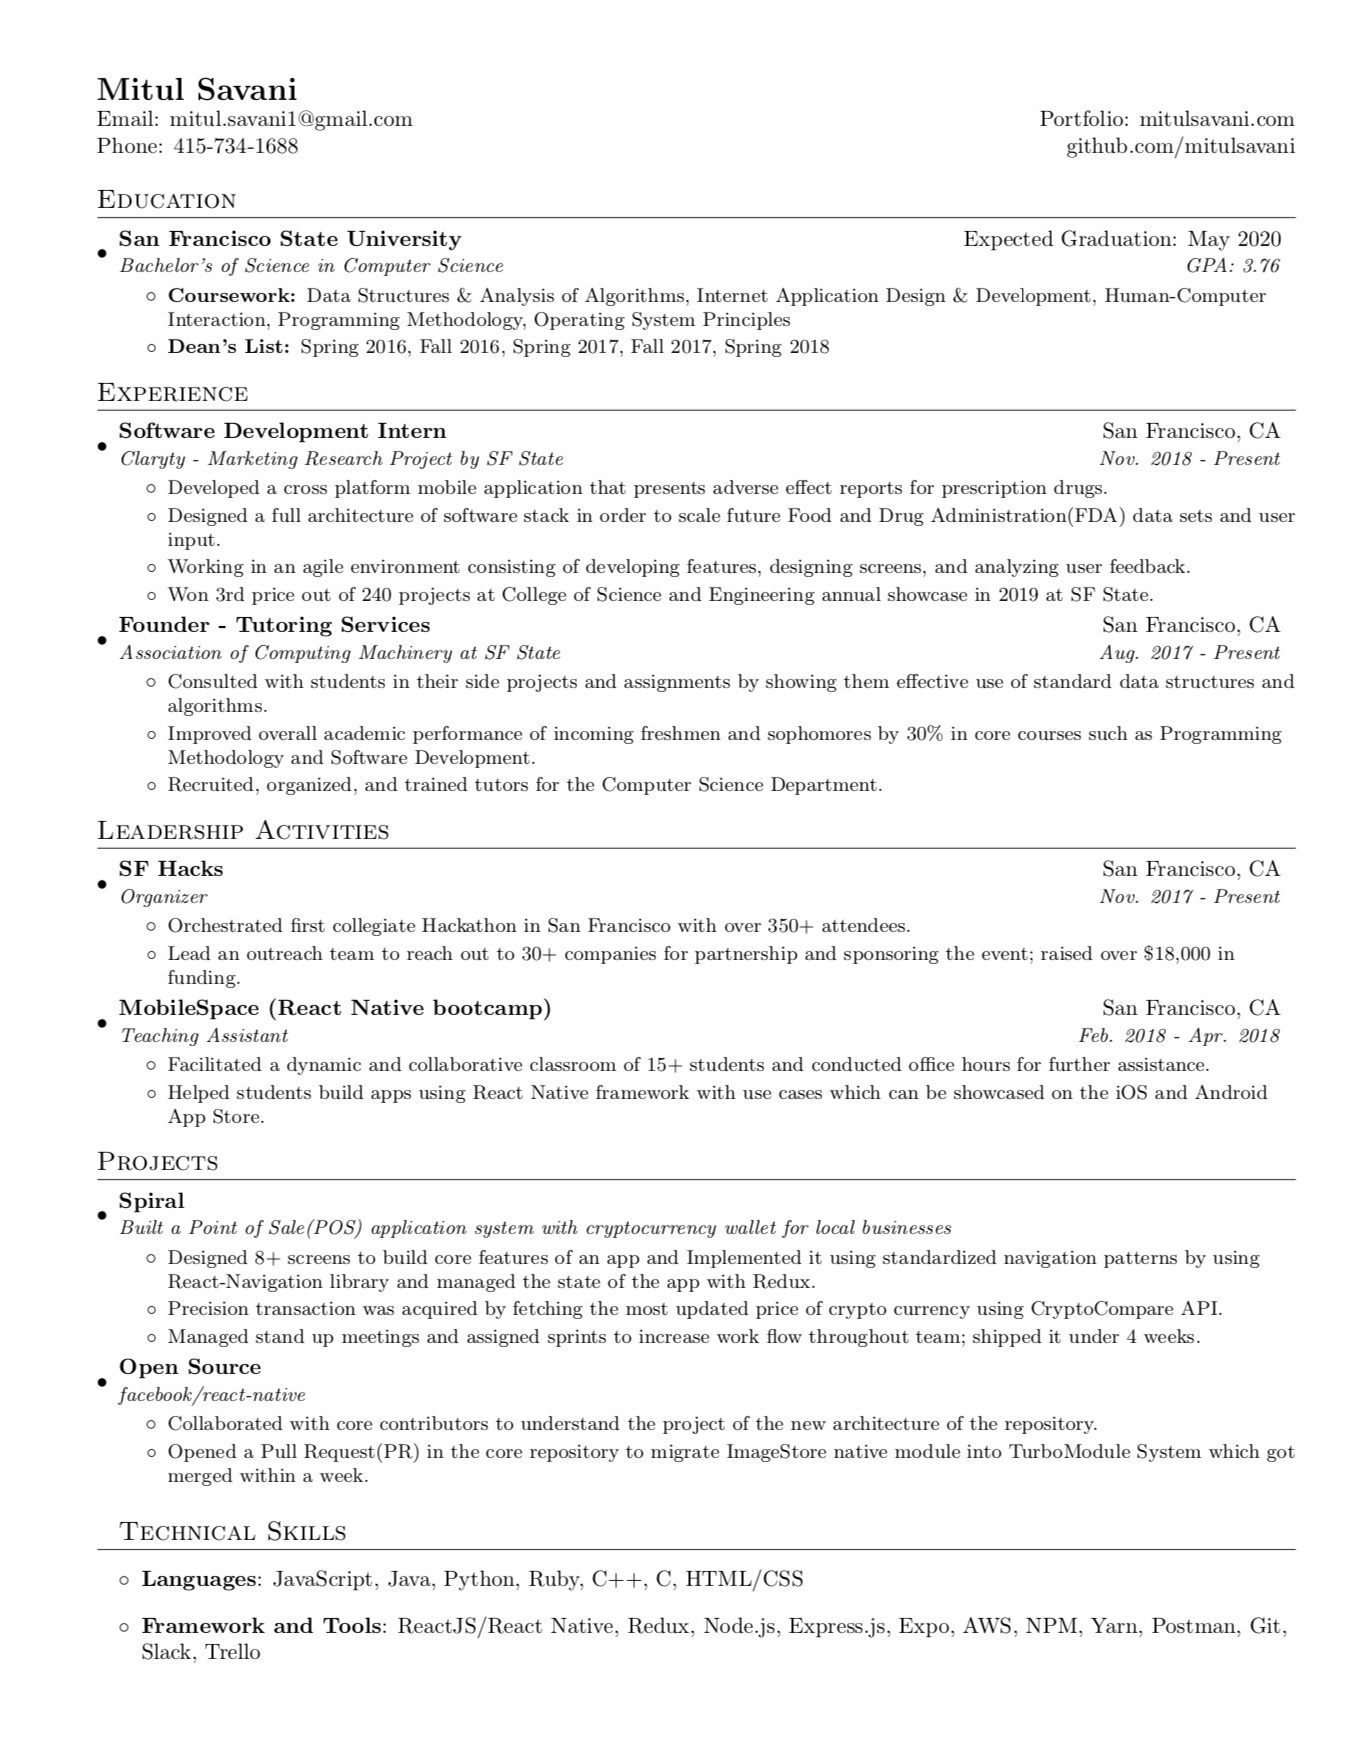 Mitul Savani
Email: mitul.savani1@gmail.com Portfolio: mitulsavani.com
Phone: 415-734-1688 github.com/mitulsavani
Education
• San Francisco State University Expected Graduation: May 2020
Bachelor's of Science in Computer Science GPA: 3.76
◦ Coursework: Data Structures & Analysis of Algorithms, Internet Application Design & Development, Human-Computer
Interaction, Programming Methodology, Operating System Principles
◦ Dean's List: Spring 2016, Fall 2016, Spring 2017, Fall 2017, Spring 2018
Experience
• Software Development Intern San Francisco, CA
Claryty - Marketing Research Project by SF State Nov. 2018 - Present
◦ Developed a cross platform mobile application that presents adverse effect reports for prescription drugs.
◦ Designed a full architecture of software stack in order to scale future Food and Drug Administration(FDA) data sets and user
input.
◦ Working in an agile environment consisting of developing features, designing screens, and analyzing user feedback.
◦ Won 3rd price out of 240 projects at College of Science and Engineering annual showcase in 2019 at SF State.
• Founder - Tutoring Services San Francisco, CA
Association of Computing Machinery at SF State Aug. 2017 - Present
◦ Consulted with students in their side projects and assignments by showing them effective use of standard data structures and
algorithms.
◦ Improved overall academic performance of incoming freshmen and sophomores by 30% in core courses such as Programming
Methodology and Software Development.
◦ Recruited, organized, and trained tutors for the Computer Science Department.
Leadership Activities
• SF Hacks San Francisco, CA
Organizer Nov. 2017 - Present
◦ Orchestrated first collegiate Hackathon in San Francisco with over 350+ attendees.
◦ Lead an outreach team to reach out to 30+ companies for partnership and sponsoring the event; raised over $18,000 in
funding.
• MobileSpace (React Native bootcamp) San Francisco, CA
Teaching Assistant Feb. 2018 - Apr. 2018
◦ Facilitated a dynamic and collaborative classroom of 15+ students and conducted office hours for further assistance.
◦ Helped students build apps using React Native framework with use cases which can be showcased on the iOS and Android
App Store.
Projects
• Spiral
Built a Point of Sale(POS) application system with cryptocurrency wallet for local businesses
◦ Designed 8+ screens to build core features of an app and Implemented it using standardized navigation patterns by using
React-Navigation library and managed the state of the app with Redux.
◦ Precision transaction was acquired by fetching the most updated price of crypto currency using CryptoCompare API.
◦ Managed stand up meetings and assigned sprints to increase work flow throughout team; shipped it under 4 weeks.
• Open Source
facebook/react-native
◦ Collaborated with core contributors to understand the project of the new architecture of the repository.
◦ Opened a Pull Request(PR) in the core repository to migrate ImageStore native module into TurboModule System which got
merged within a week.
Technical Skills
◦ Languages: JavaScript, Java, Python, Ruby, C++, C, HTML/CSS
◦ Framework and Tools: ReactJS/React Native, Redux, Node.js, Express.js, Expo, AWS, NPM, Yarn, Postman, Git,
Slack, Trello